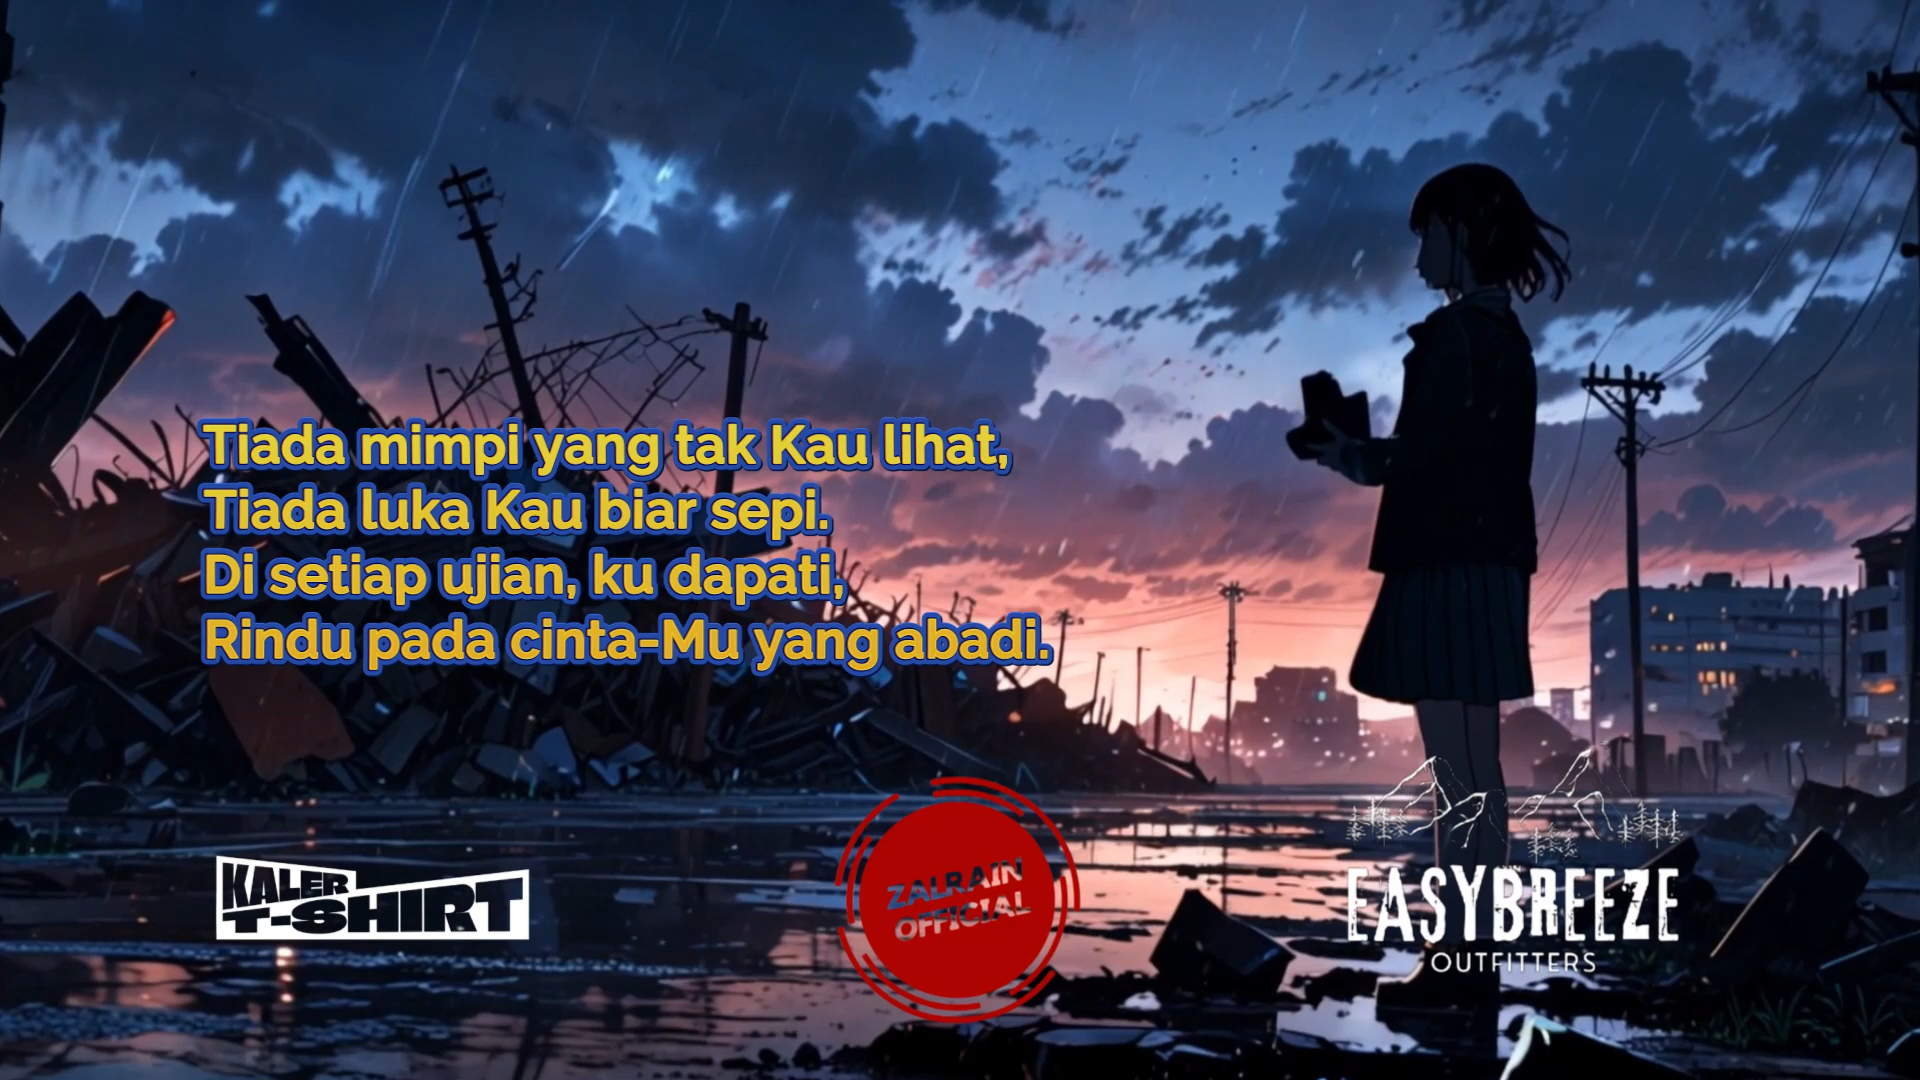 Tiada mimpi yang tak Kau lihat,
Tiada luka Kau biar sepi.
Di setiap ujian, ku dapati,
Rindu pada cinta-Mu yang abadi.
KALER
T-SHIRT
ZALRAIN
OFFICIAL
EASYBREEZE
OUTFITTERS